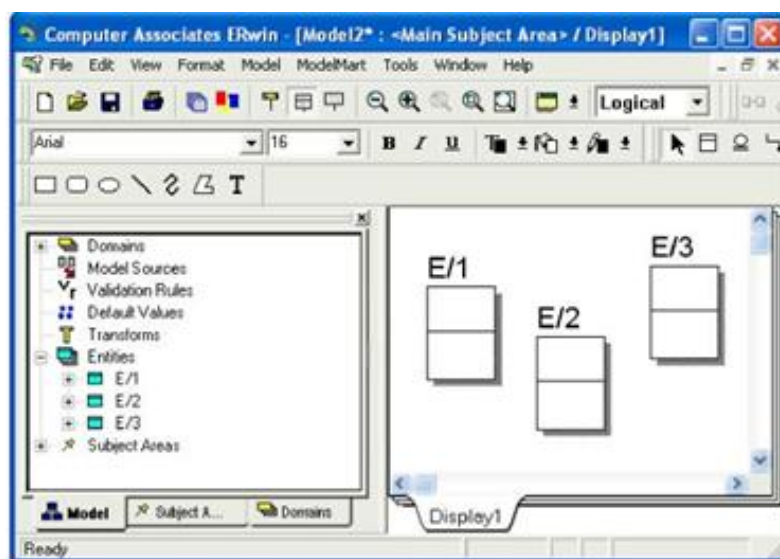 Computer Associates ERwin - [Model2* : <Main Subject Area> / Display1]
File Edit View Format Model ModelMart Tools Window Help
Logical
Arial 16 B I U
T
Domains
Model Sources
Validation Rules
Default Values
Transforms
Entities
E/1
E/2
E/3
Subject Areas
E/1
E/2
E/3
Model Subject A... Domains
Display1
Ready